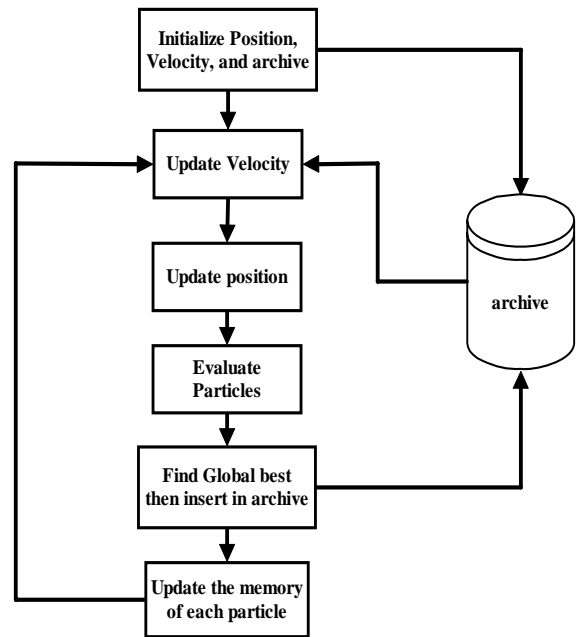 Initialize Position,
Velocity, and archive
Update Velocity
Update position
archive
Evaluate
Particles
Find Global best
then insert in archive
Update the memory
of each particle